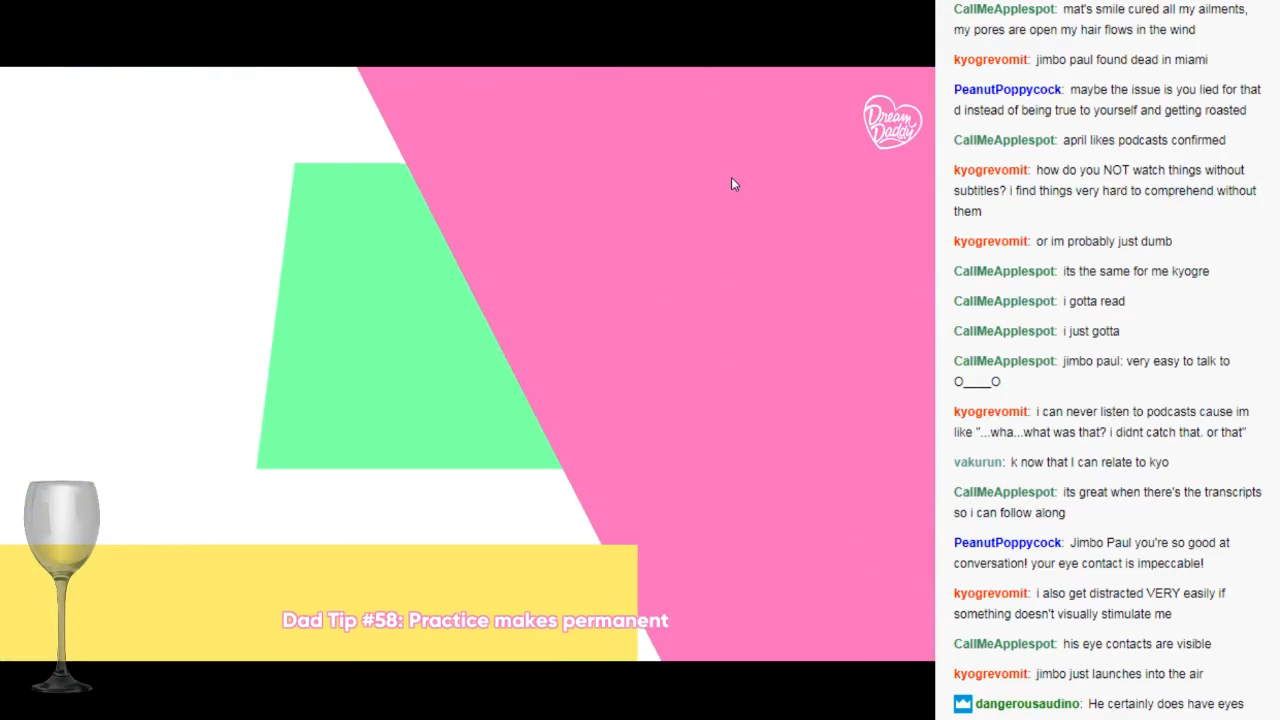 Dream
Daddy
Dad Tip #58: Practice makes permanent
CallMeApplespot: mat's smile cured all my ailments,
my pores are open my hair flows in the wind
kyogrevomit: jimbo paul found dead in miami
PeanutPoppycock: maybe the issue is you lied for that
d instead of being true to yourself and getting roasted
CallMeApplespot: april likes podcasts confirmed
kyogrevomit: how do you NOT watch things without
subtitles? i find things very hard to comprehend without
them
kyogrevomit: or im probably just dumb
CallMeApplespot: its the same for me kyogre
CallMeApplespot: i gotta read
CallMeApplespot: i just gotta
CallMeApplespot: jimbo paul: very easy to talk to
O____O
kyogrevomit: i can never listen to podcasts cause im
like "...wha...what was that? i didnt catch that. or that"
vakurun: k now that I can relate to kyo
CallMeApplespot: its great when there's the transcripts
so i can follow along
PeanutPoppycock: Jimbo Paul you're so good at
conversation! your eye contact is impeccable!
kyogrevomit: i also get distracted VERY easily if
something doesn't visually stimulate me
CallMeApplespot: his eye contacts are visible
kyogrevomit: jimbo just launches into the air
dangerousaudino: He certainly does have eyes